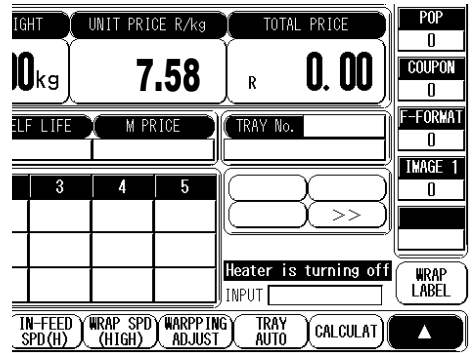 IGHT UNIT PRICE R/kg TOTAL PRICE POP
0
0kg 7.58 R 0.00 COUPON
0
ELF LIFE M PRICE TRAY No. F-FORMAT
0
IMAGE 1
3 4 5 0
>>
Heater is turning off
INPUT
WRAP
LABEL
IN-FEED
SPD(H)
WRAP SPD
(HIGH)
WARPPING
ADJUST
TRAY
AUTO
CALCULAT
▲